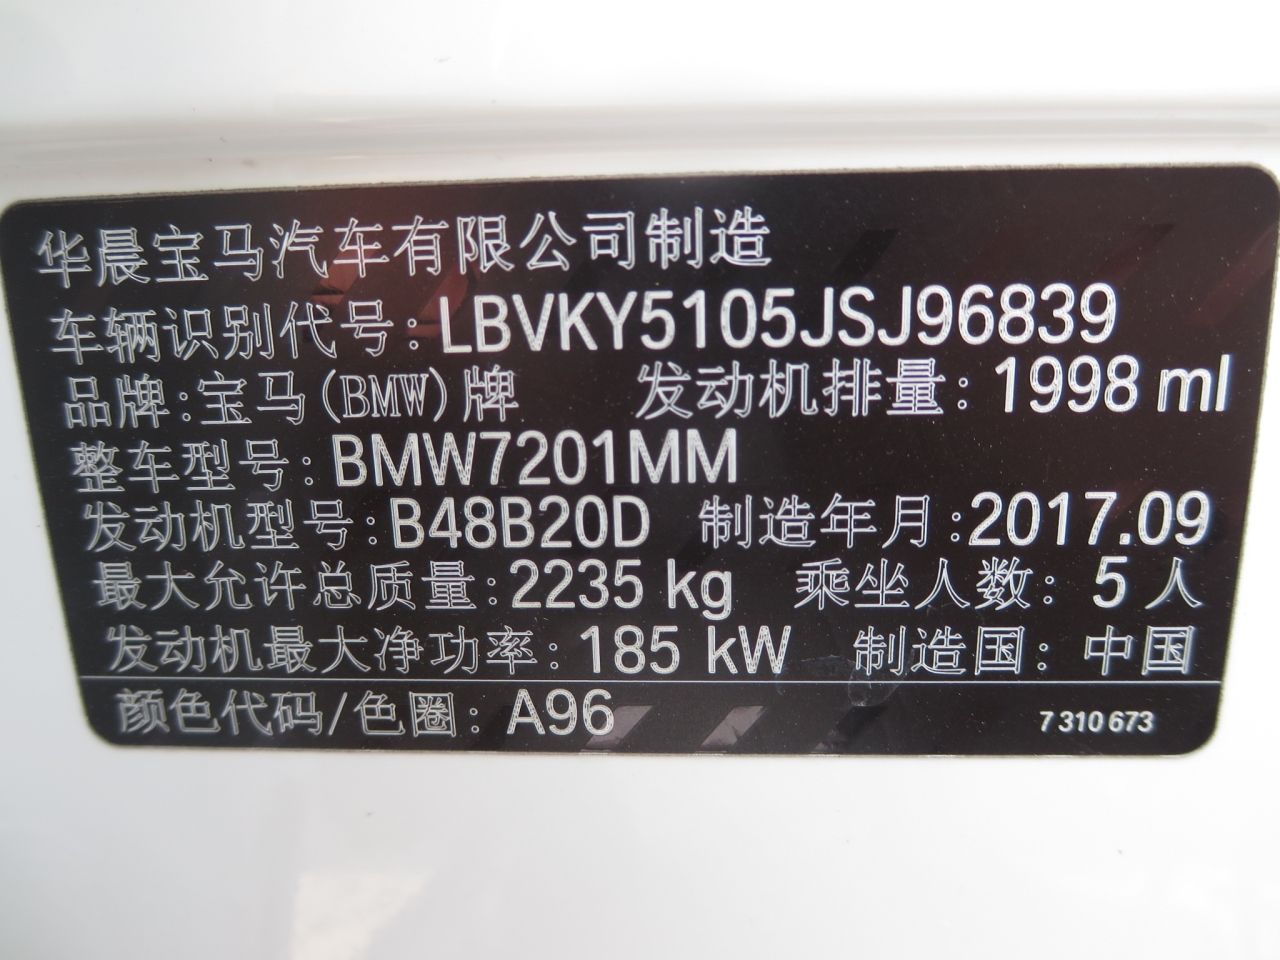 华晨宝马汽车有限公司制造
车辆识别代号:LBVKY5105JSJ96839
品牌:宝马(BMW)牌 发动机排量:1998 ml
整车型号:BMW7201MM
发动机型号:B48B20D 制造年月:2017.09
最大允许总质量:2235 kg 乘坐人数:5 人
发动机最大净功率:185 kW 制造国:中国
颜色代码/色圈:A96 7 310 673